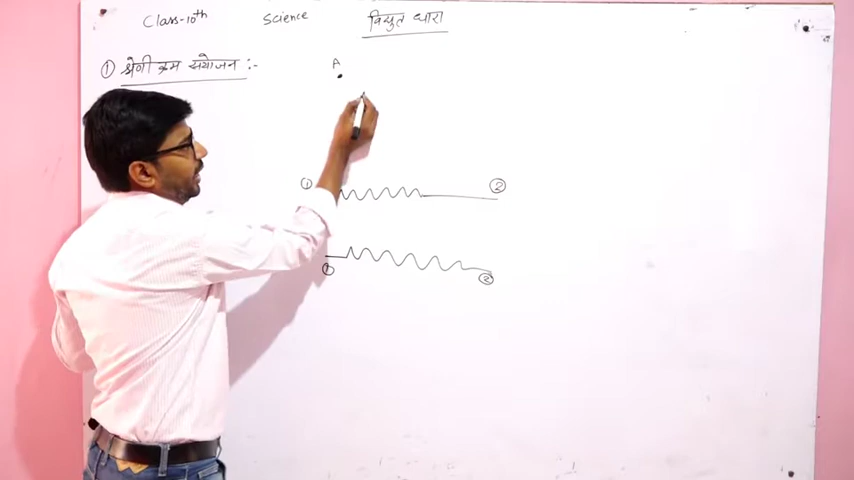 Class-10th Science विद्युत धारा
① श्रेणी क्रम संयोजन :-
A
① ②
① ②